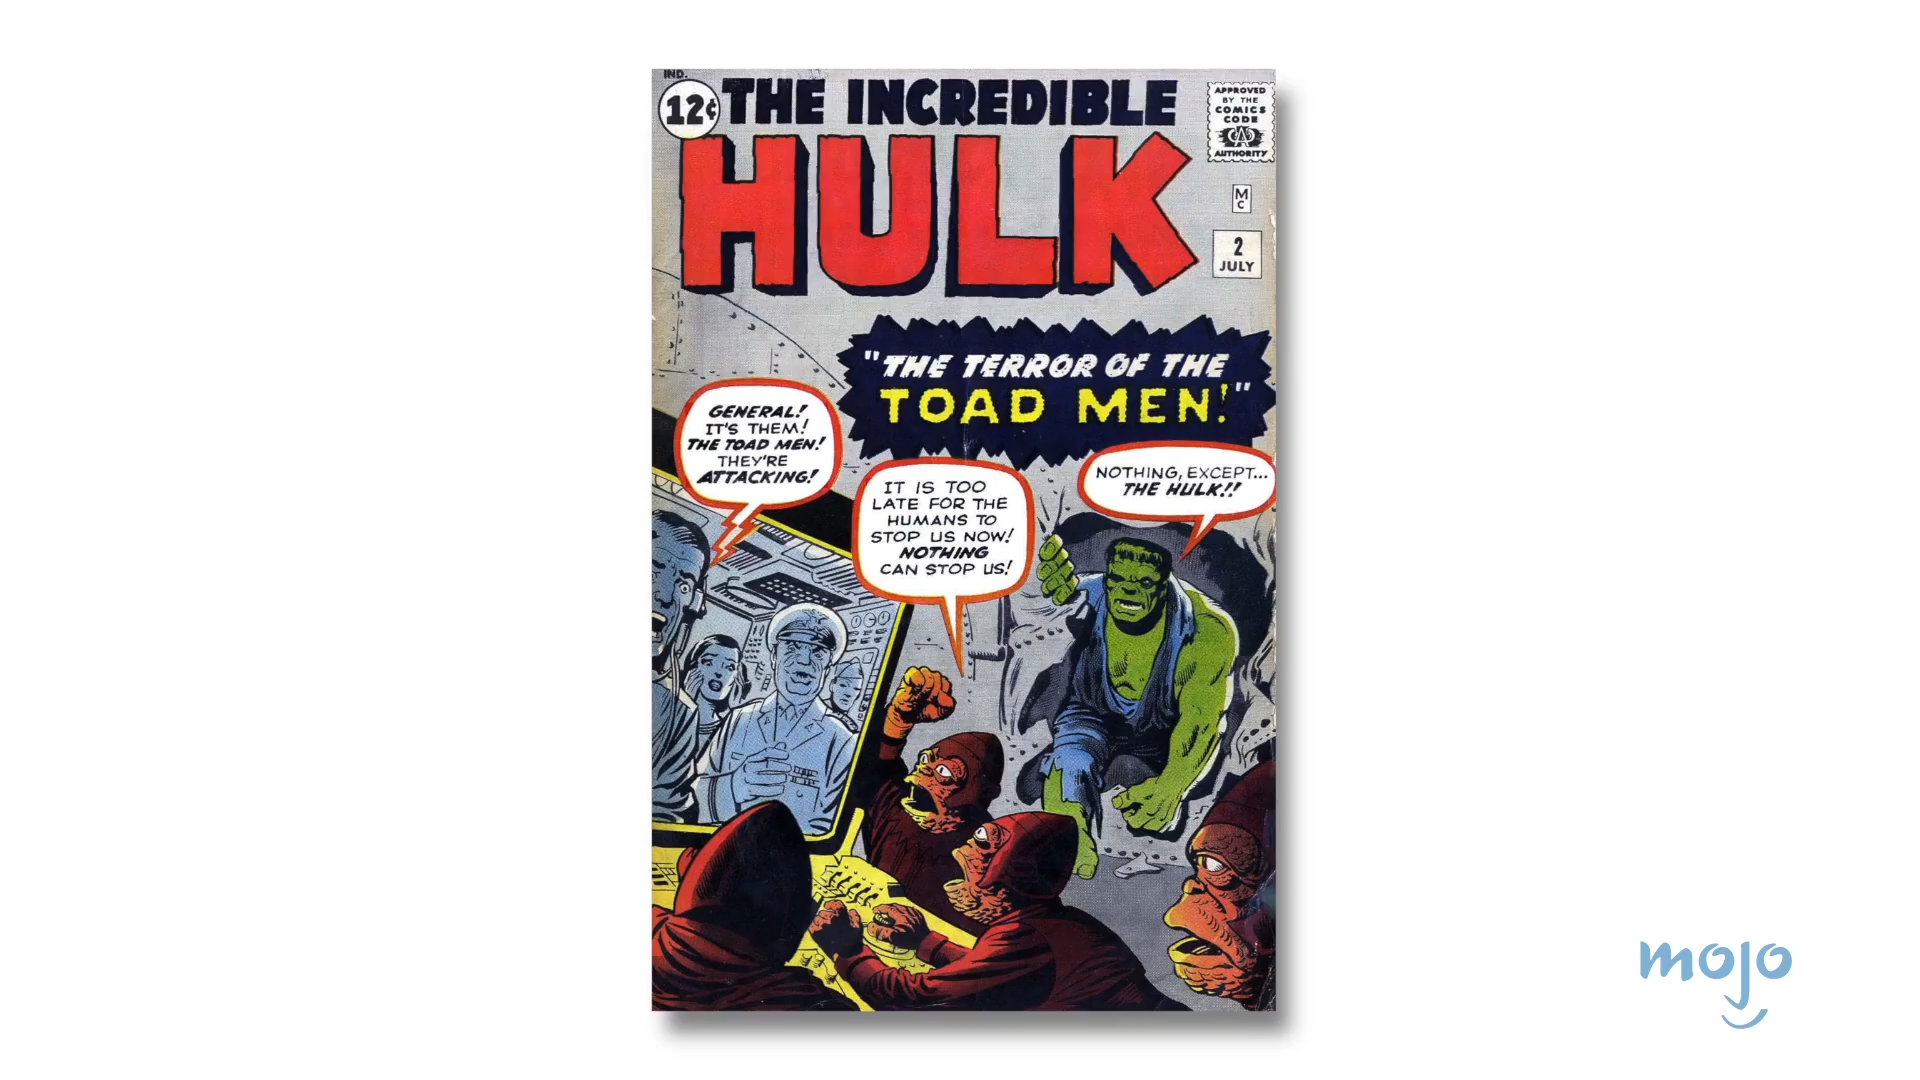 IND.
12¢
THE INCREDIBLE
HULK
APPROVED
BY THE
COMICS
CODE
CA
AUTHORITY
M
C
2
JULY
"THE TERROR OF THE
TOAD MEN!"
GENERAL!
IT'S THEM!
THE TOAD MEN!
THEY'RE
ATTACKING!
IT IS TOO
LATE FOR THE
HUMANS TO
STOP US NOW!
NOTHING
CAN STOP US!
NOTHING, EXCEPT...
THE HULK!!
mojo